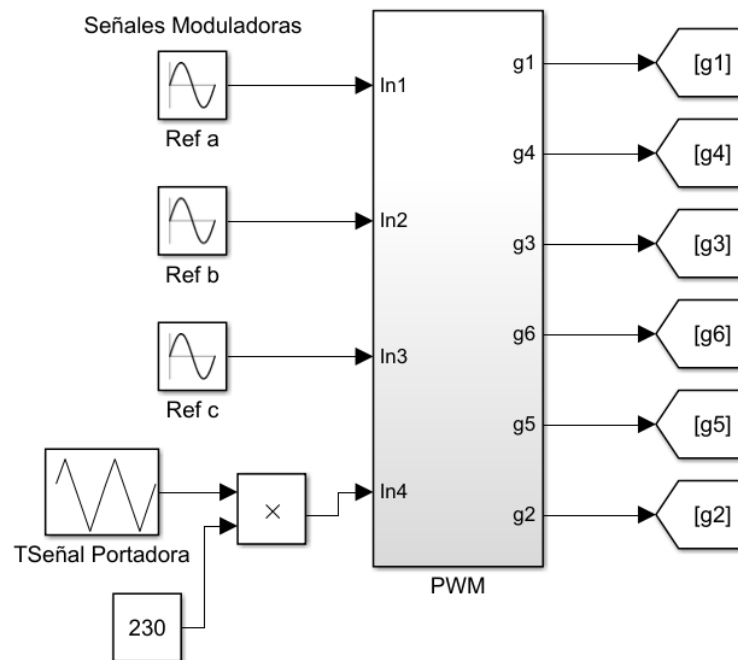 Señales Moduladoras
Ref a
Ref b
Ref c
TSeñal Portadora
230
×
In1
In2
In3
In4
g1
g4
g3
g6
g5
g2
PWM
[g1]
[g4]
[g3]
[g6]
[g5]
[g2]